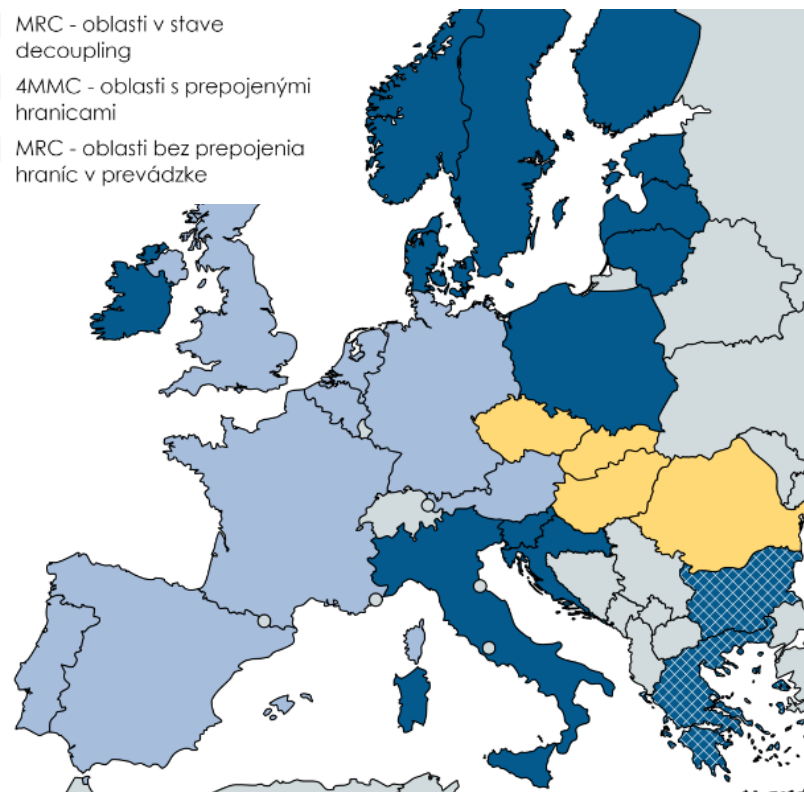 MRC - oblasti v stave
decoupling
4MMC - oblasti s prepojenými
hranicami
MRC - oblasti bez prepojenia
hraníc v prevádzke